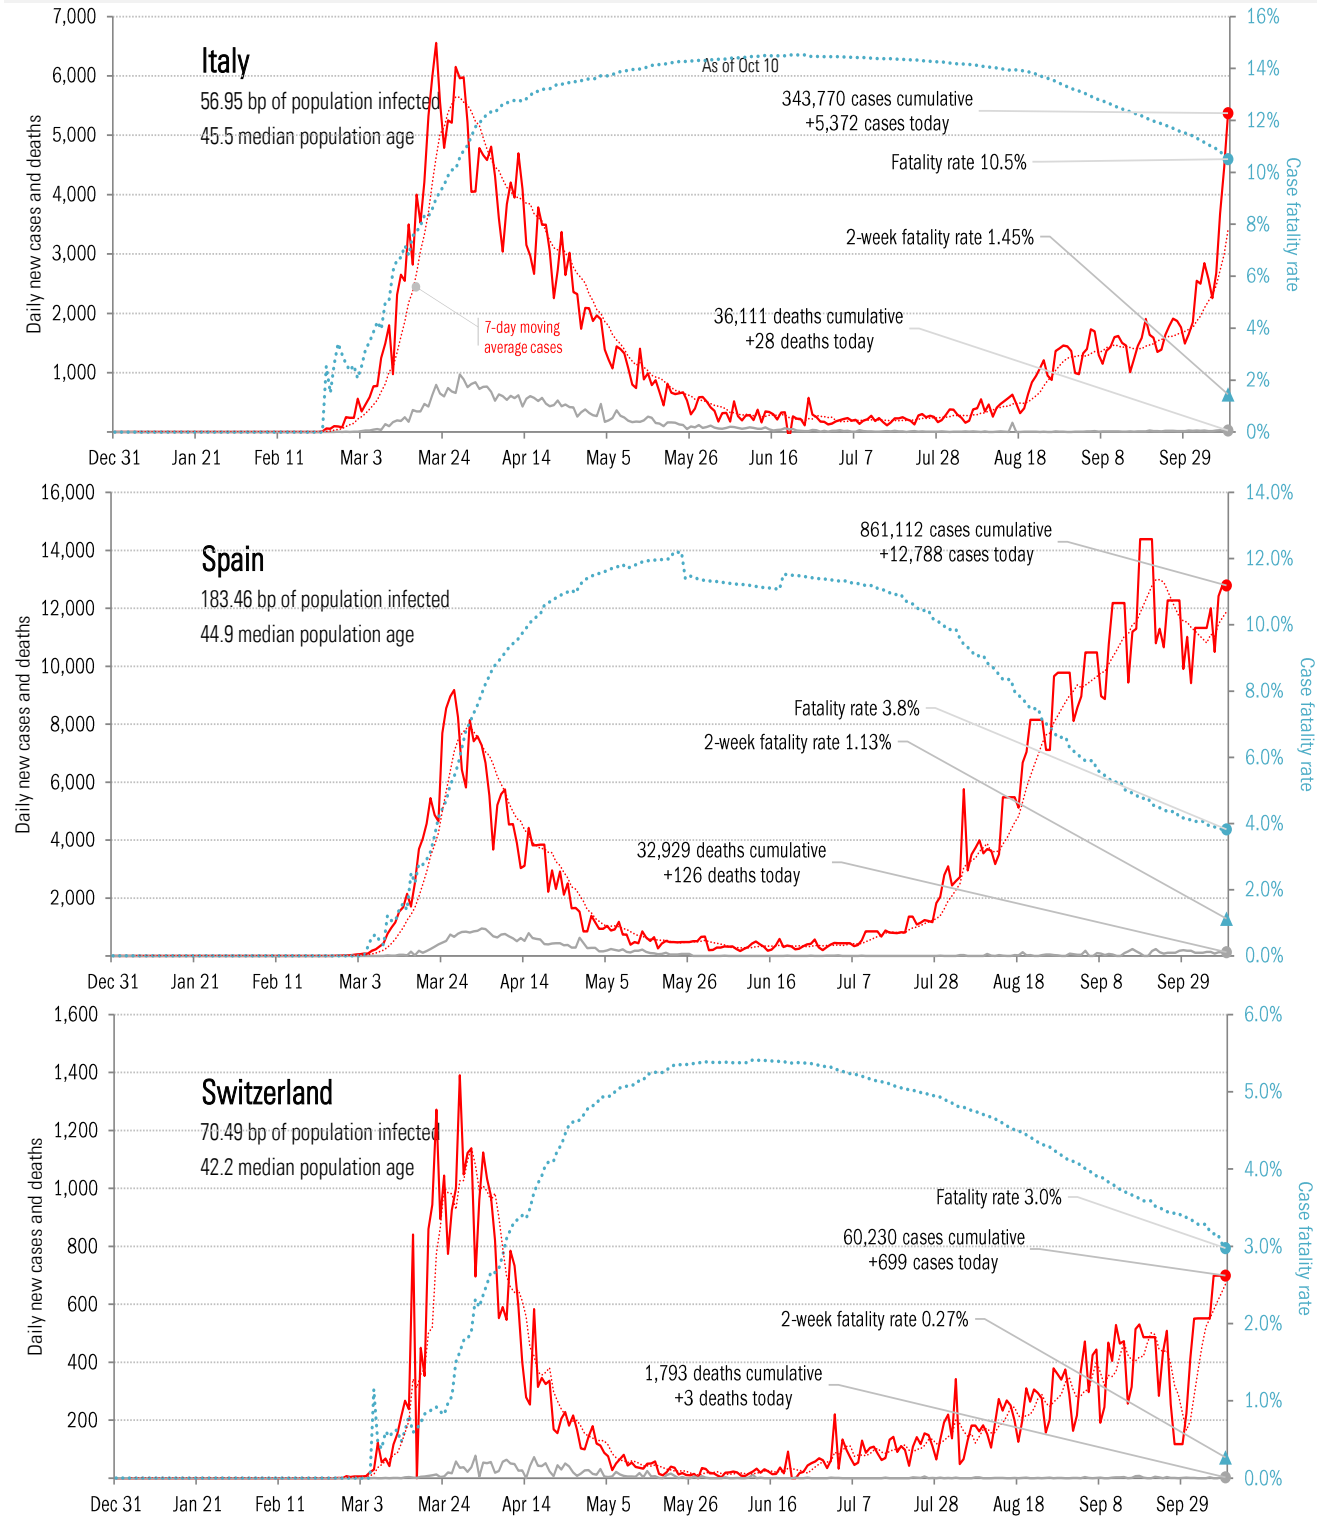 Italy
56.95 bp of population infected
45.5 median population age
As of Oct 10
343,770 cases cumulative
+5,372 cases today
Fatality rate 10.5%
2-week fatality rate 1.45%
36,111 deaths cumulative
+28 deaths today
7-day moving
average cases
Daily new cases and deaths
7,000
6,000
5,000
4,000
3,000
2,000
1,000
16%
14%
12%
10%
8%
6%
4%
2%
0%
Case fatality rate
Dec 31 Jan 21 Feb 11 Mar 3 Mar 24 Apr 14 May 5 May 26 Jun 16 Jul 7 Jul 28 Aug 18 Sep 8 Sep 29
Spain
183.46 bp of population infected
44.9 median population age
861,112 cases cumulative
+12,788 cases today
Fatality rate 3.8%
2-week fatality rate 1.13%
32,929 deaths cumulative
+126 deaths today
Daily new cases and deaths
16,000
14,000
12,000
10,000
8,000
6,000
4,000
2,000
14.0%
12.0%
10.0%
8.0%
6.0%
4.0%
2.0%
0.0%
Case fatality rate
Dec 31 Jan 21 Feb 11 Mar 3 Mar 24 Apr 14 May 5 May 26 Jun 16 Jul 7 Jul 28 Aug 18 Sep 8 Sep 29
Switzerland
70.49 bp of population infected
42.2 median population age
Fatality rate 3.0%
60,230 cases cumulative
+699 cases today
2-week fatality rate 0.27%
1,793 deaths cumulative
+3 deaths today
Daily new cases and deaths
1,600
1,400
1,200
1,000
800
600
400
200
6.0%
5.0%
4.0%
3.0%
2.0%
1.0%
0.0%
Case fatality rate
Dec 31 Jan 21 Feb 11 Mar 3 Mar 24 Apr 14 May 5 May 26 Jun 16 Jul 7 Jul 28 Aug 18 Sep 8 Sep 29